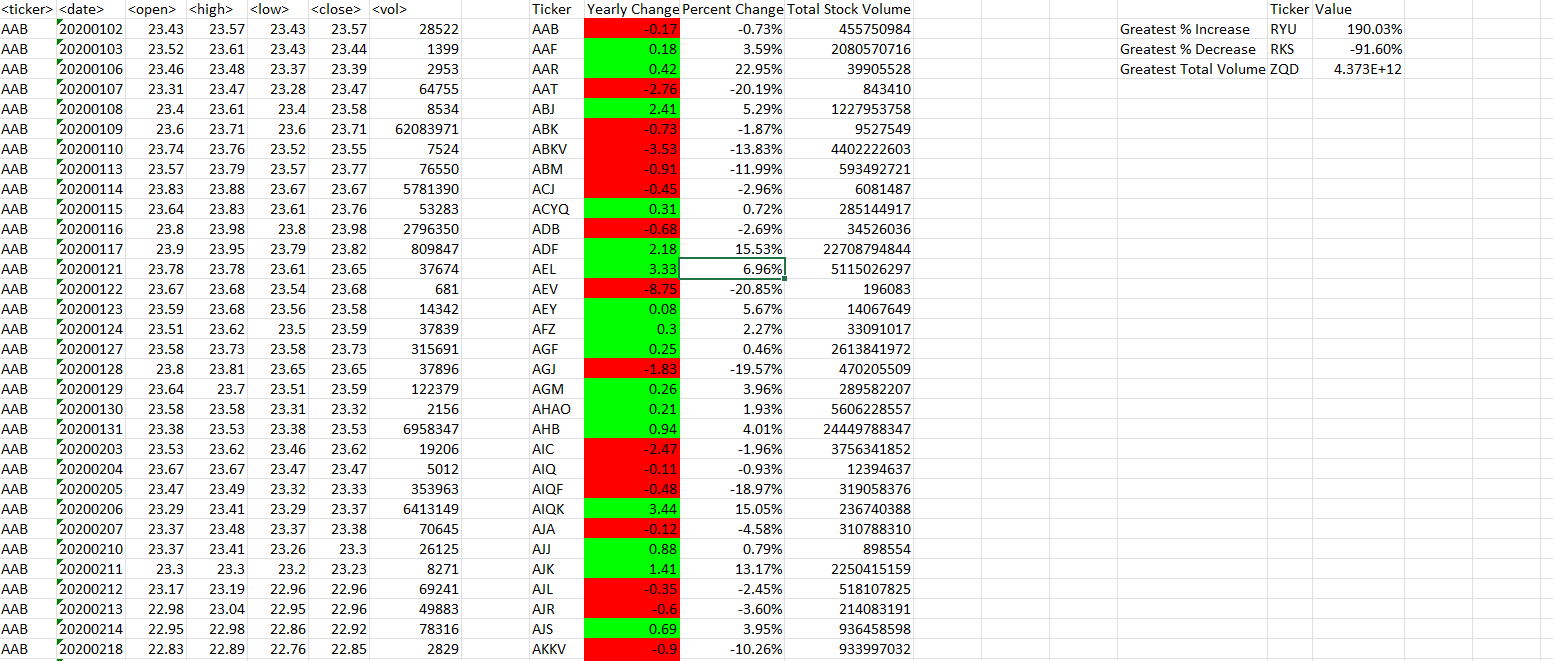 <ticker> <date> <open> <high> <low> <close> <vol> Ticker Yearly Change Percent Change Total Stock Volume Ticker Value
AAB 20200102 23.43 23.57 23.43 23.57 28522 AAB -0.17 -0.73% 455750984 Greatest % Increase RYU 190.03%
AAB 20200103 23.52 23.61 23.43 23.44 1399 AAF 0.18 3.59% 2080570716 Greatest % Decrease RKS -91.60%
AAB 20200106 23.46 23.48 23.37 23.39 2953 AAR 0.42 22.95% 39905528 Greatest Total Volume ZQD 4.373E+12
AAB 20200107 23.31 23.47 23.28 23.47 64755 AAT -2.76 -20.19% 843410
AAB 20200108 23.4 23.61 23.4 23.58 8534 ABJ 2.41 5.29% 1227953758
AAB 20200109 23.6 23.71 23.6 23.71 62083971 ABK -0.73 -1.87% 9527549
AAB 20200110 23.74 23.76 23.52 23.55 7524 ABKV -3.53 -13.83% 4402222603
AAB 20200113 23.57 23.79 23.57 23.77 76550 ABM -0.91 -11.99% 593492721
AAB 20200114 23.83 23.88 23.67 23.67 5781390 ACJ -0.45 -2.96% 6081487
AAB 20200115 23.64 23.83 23.61 23.76 53283 ACYQ 0.31 0.72% 285144917
AAB 20200116 23.8 23.98 23.8 23.98 2796350 ADB -0.68 -2.69% 34526036
AAB 20200117 23.9 23.95 23.79 23.82 809847 ADF 2.18 15.53% 22708794844
AAB 20200121 23.78 23.78 23.61 23.65 37674 AEL 3.33 6.96% 5115026297
AAB 20200122 23.67 23.68 23.54 23.68 681 AEV -8.75 -20.85% 196083
AAB 20200123 23.59 23.68 23.56 23.58 14342 AEY 0.08 5.67% 14067649
AAB 20200124 23.51 23.62 23.5 23.59 37839 AFZ 0.3 2.27% 33091017
AAB 20200127 23.58 23.73 23.58 23.73 315691 AGF 0.25 0.46% 2613841972
AAB 20200128 23.8 23.81 23.65 23.65 37896 AGJ -1.83 -19.57% 470205509
AAB 20200129 23.64 23.7 23.51 23.59 122379 AGM 0.26 3.96% 289582207
AAB 20200130 23.58 23.58 23.31 23.32 2156 AHAO 0.21 1.93% 5606228557
AAB 20200131 23.38 23.53 23.38 23.53 6958347 AHB 0.94 4.01% 24449788347
AAB 20200203 23.53 23.62 23.46 23.62 19206 AIC -2.47 -1.96% 3756341852
AAB 20200204 23.67 23.67 23.47 23.47 5012 AIQ -0.11 -0.93% 12394637
AAB 20200205 23.47 23.49 23.32 23.33 353963 AIQF -0.48 -18.97% 319058376
AAB 20200206 23.29 23.41 23.29 23.37 6413149 AIQK 3.44 15.05% 236740388
AAB 20200207 23.37 23.48 23.37 23.38 70645 AJA -0.12 -4.58% 310788310
AAB 20200210 23.37 23.41 23.26 23.3 26125 AJJ 0.88 0.79% 898554
AAB 20200211 23.3 23.3 23.2 23.23 8271 AJK 1.41 13.17% 2250415159
AAB 20200212 23.17 23.19 22.96 22.96 69241 AJL -0.35 -2.45% 518107825
AAB 20200213 22.98 23.04 22.95 22.96 49883 AJR -0.6 -3.60% 214083191
AAB 20200214 22.95 22.98 22.86 22.92 78316 AJS 0.69 3.95% 936458598
AAB 20200218 22.83 22.89 22.76 22.85 2829 AKKV -0.9 -10.26% 933997032